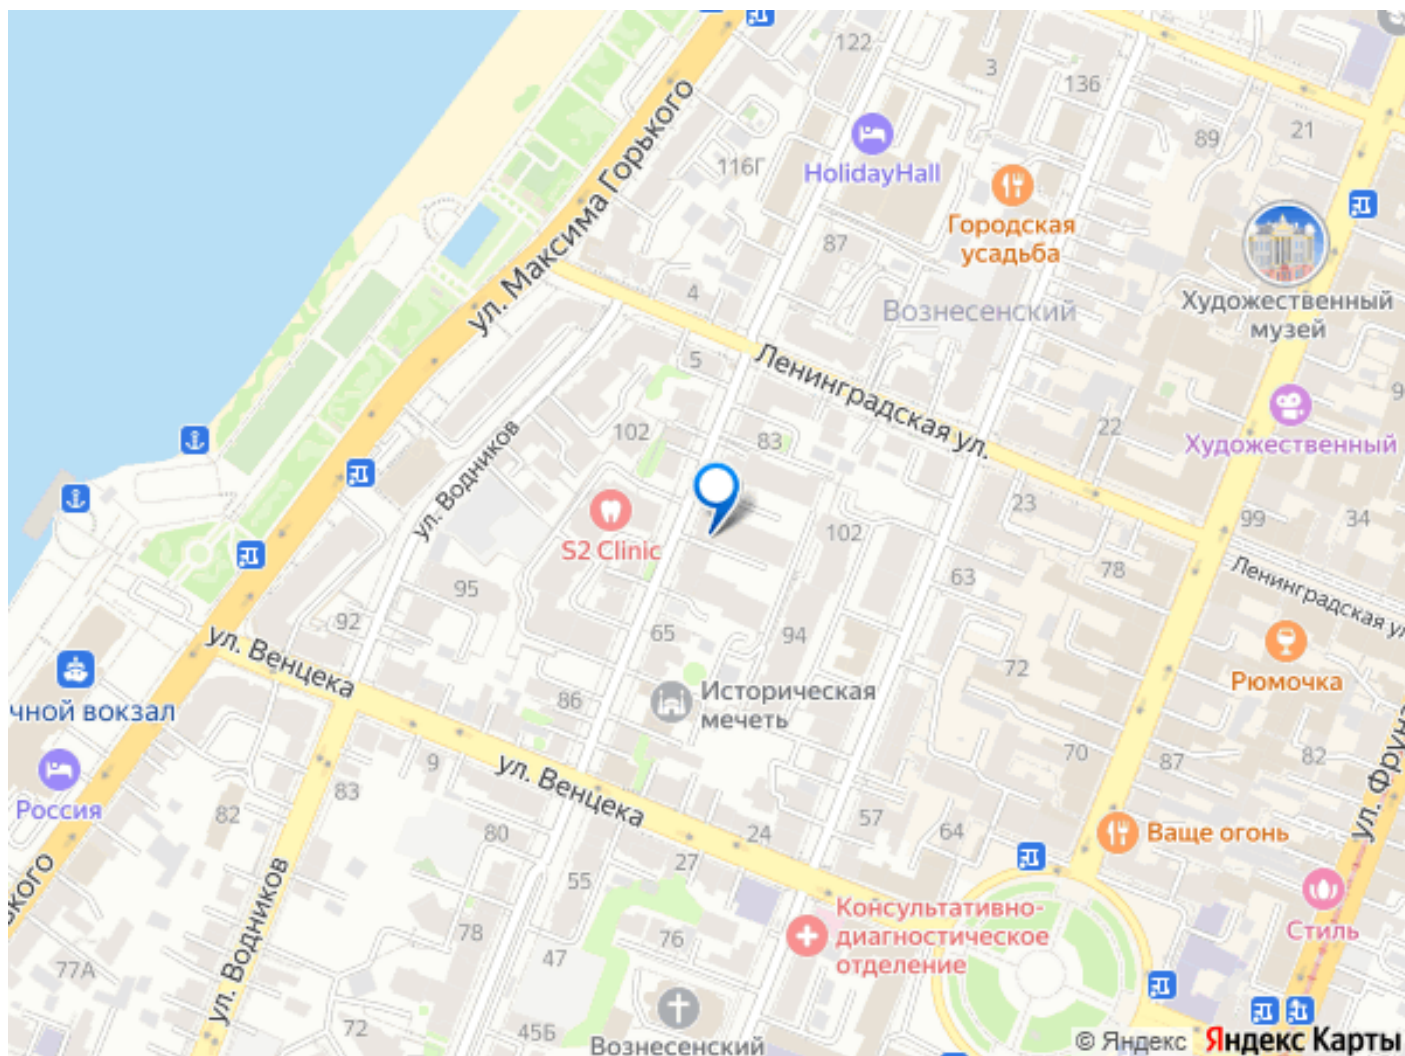 122
3
136
ул. Максима Горького
116Г
89
21
HolidayHall
Городская
усадьба
87
4
Вознесенский
Художественный
музей
5
Ленинградская ул.
22
Художественный
102
83
ул. Водников
23
99
34
S2 Clinic
102
63
78
Ленинградская ул
95
92
65
94
72
Рюмочка
ул. Венцека
Историческая
мечеть
86
чной вокзал
9
ул. Венцека
70
87
82
ул. Фрунз
Россия
83
82
80
24
57
64
Ваще огонь
27
55
ького
ул. Водников
78
76
47
Консультативно-
диагностическое
отделение
Стиль
77А
72
45Б
Вознесенский
© Яндекс Яндекс Карты